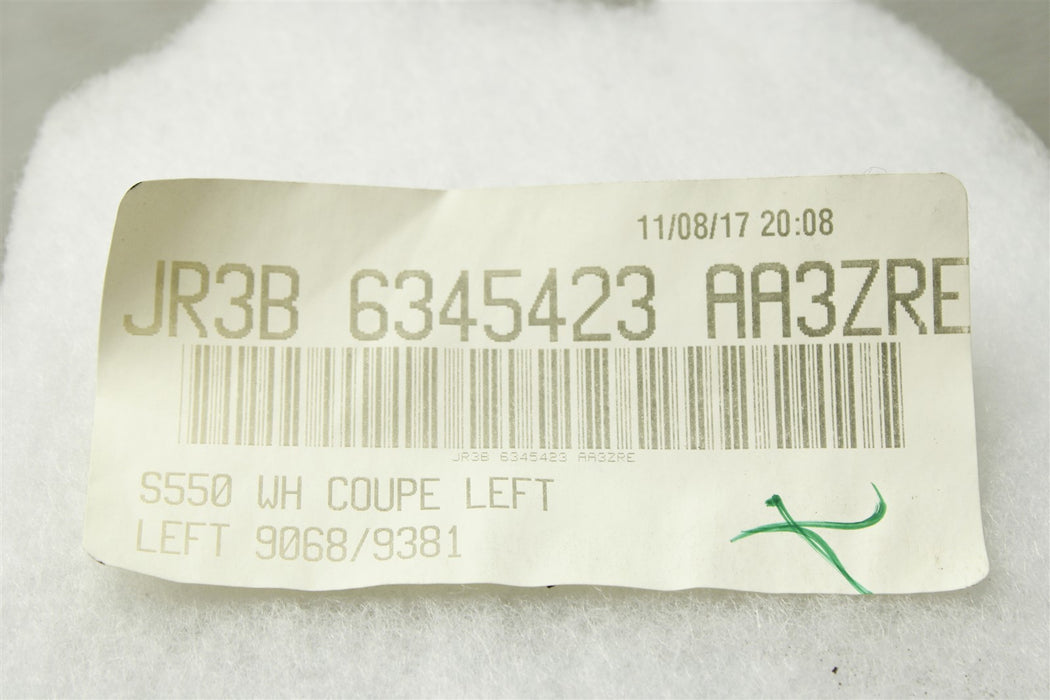 11/08/17 20:08
JR3B 6345423 AA3ZRE
JR3B 6345423 AA3ZRE
S550 WH COUPE LEFT
LEFT 9068/9381